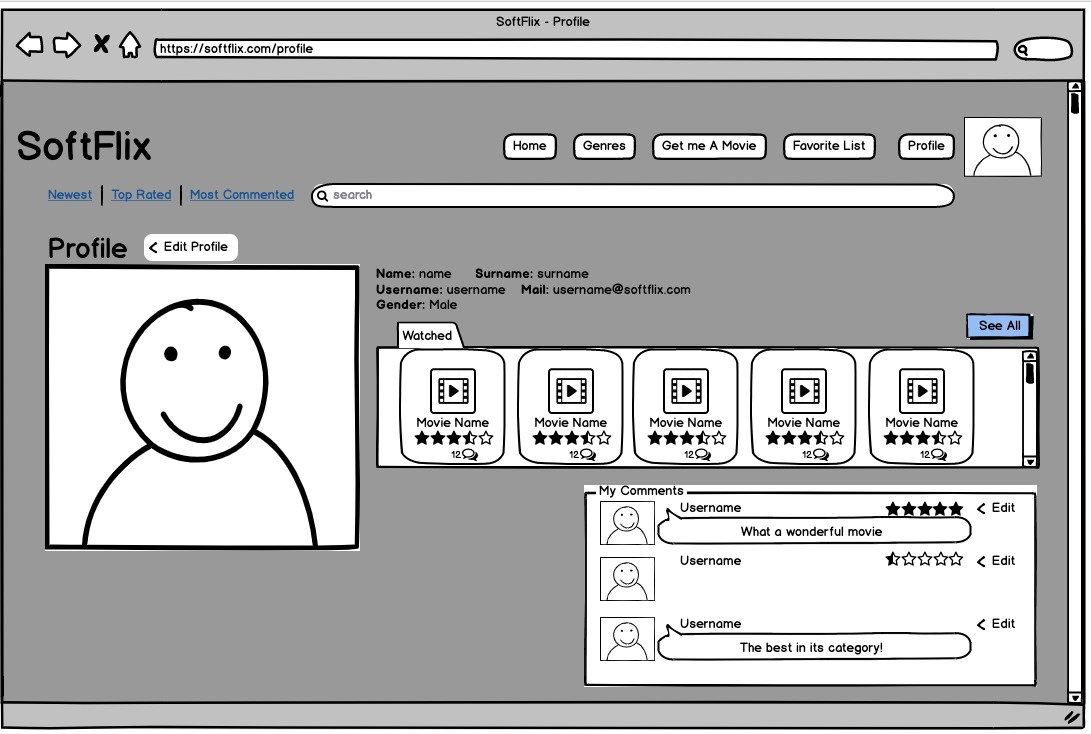 SoftFlix - Profile
https://softflix.com/profile
SoftFlix
Home Genres Get me A Movie Favorite List Profile
Newest Top Rated Most Commented search
Profile Edit Profile
Name: name Surname: surname
Username: username Mail: username@softflix.com
Gender: Male
See All
Watched
Movie Name Movie Name Movie Name Movie Name Movie Name
12 12 12 12 12
My Comments
Username Edit
What a wonderful movie
Username Edit
Username Edit
The best in its category!